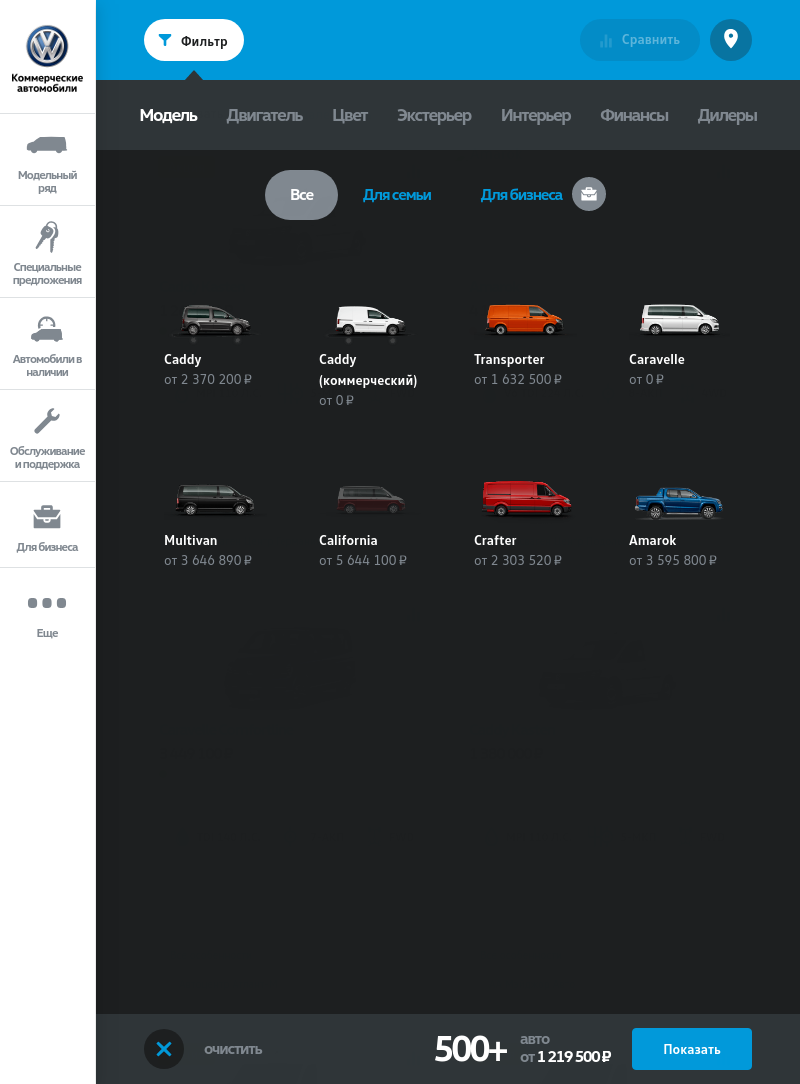 Коммерческие
автомобили
Модельный
ряд
Специальные
предложения
Автомобили в
наличии
Обслуживание
и поддержка
Для бизнеса
Еще
Фильтр
Сравнить
Модель Двигатель Цвет Экстерьер Интерьер Финансы Дилеры
Все Для семьи Для бизнеса
Caddy
от 2 370 200 ₽
Caddy
(коммерческий)
от 0 ₽
Transporter
от 1 632 500 ₽
Caravelle
от 0 ₽
Multivan
от 3 646 890 ₽
California
от 5 644 100 ₽
Crafter
от 2 303 520 ₽
Amarok
от 3 595 800 ₽
очистить
500+
авто
от 1 219 500 ₽
Показать